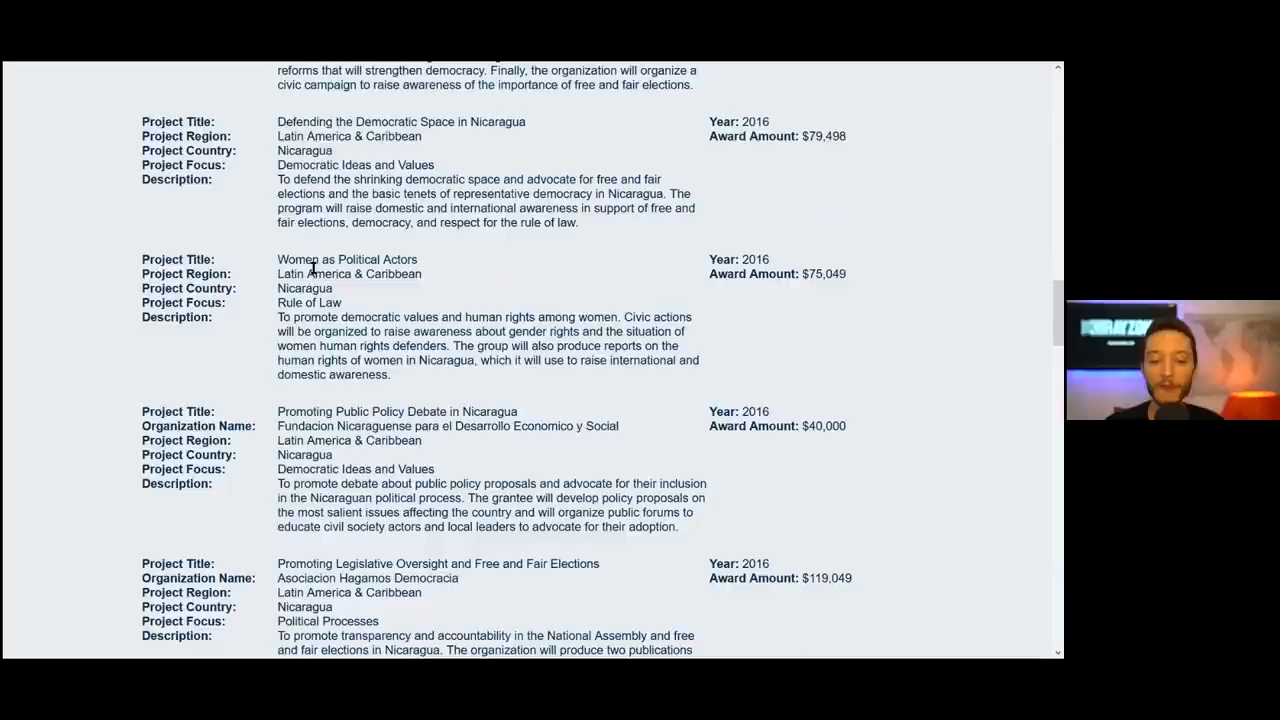 reforms that will strengthen democracy. Finally, the organization will organize a
civic campaign to raise awareness of the importance of free and fair elections.
Project Title: Defending the Democratic Space in Nicaragua Year: 2016
Project Region: Latin America & Caribbean Award Amount: $79,498
Project Country: Nicaragua
Project Focus: Democratic Ideas and Values
Description: To defend the shrinking democratic space and advocate for free and fair
elections and the basic tenets of representative democracy in Nicaragua. The
program will raise domestic and international awareness in support of free and
fair elections, democracy, and respect for the rule of law.
Project Title: Women as Political Actors Year: 2016
Project Region: Latin America & Caribbean Award Amount: $75,049
Project Country: Nicaragua
Project Focus: Rule of Law
Description: To promote democratic values and human rights among women. Civic actions
will be organized to raise awareness about gender rights and the situation of
women human rights defenders. The group will also produce reports on the
human rights of women in Nicaragua, which it will use to raise international and
domestic awareness.
Project Title: Promoting Public Policy Debate in Nicaragua Year: 2016
Organization Name: Fundacion Nicaraguense para el Desarrollo Economico y Social Award Amount: $40,000
Project Region: Latin America & Caribbean
Project Country: Nicaragua
Project Focus: Democratic Ideas and Values
Description: To promote debate about public policy proposals and advocate for their inclusion
in the Nicaraguan political process. The grantee will develop policy proposals on
the most salient issues affecting the country and will organize public forums to
educate civil society actors and local leaders to advocate for their adoption.
Project Title: Promoting Legislative Oversight and Free and Fair Elections Year: 2016
Organization Name: Asociacion Hagamos Democracia Award Amount: $119,049
Project Region: Latin America & Caribbean
Project Country: Nicaragua
Project Focus: Political Processes
Description: To promote transparency and accountability in the National Assembly and free
and fair elections in Nicaragua. The organization will produce two publications